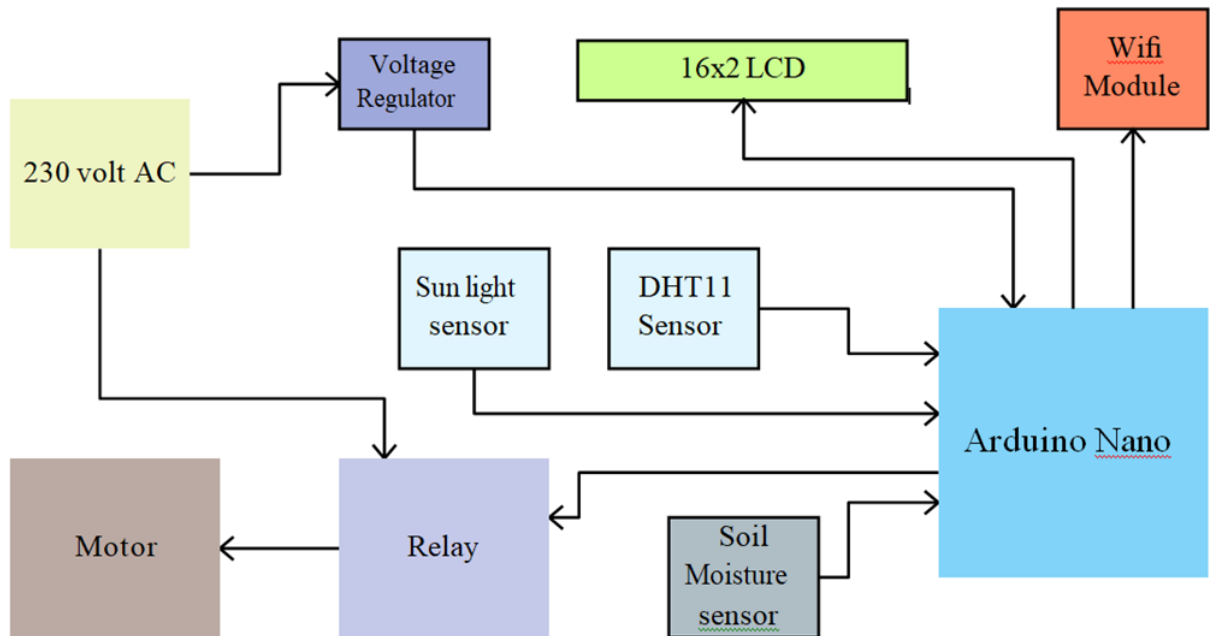 Voltage
Regulator
16x2 LCD
Wifi
Module
230 volt AC
Sun light
sensor
DHT11
Sensor
Arduino Nano
Motor
Relay
Soil
Moisture
sensor